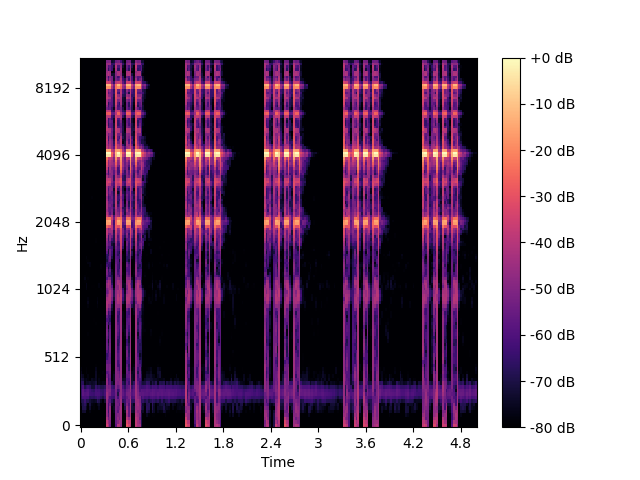 8192
4096
2048
1024
512
0
Hz
0 0.6 1.2 1.8 2.4 3 3.6 4.2 4.8
Time
+0 dB
-10 dB
-20 dB
-30 dB
-40 dB
-50 dB
-60 dB
-70 dB
-80 dB